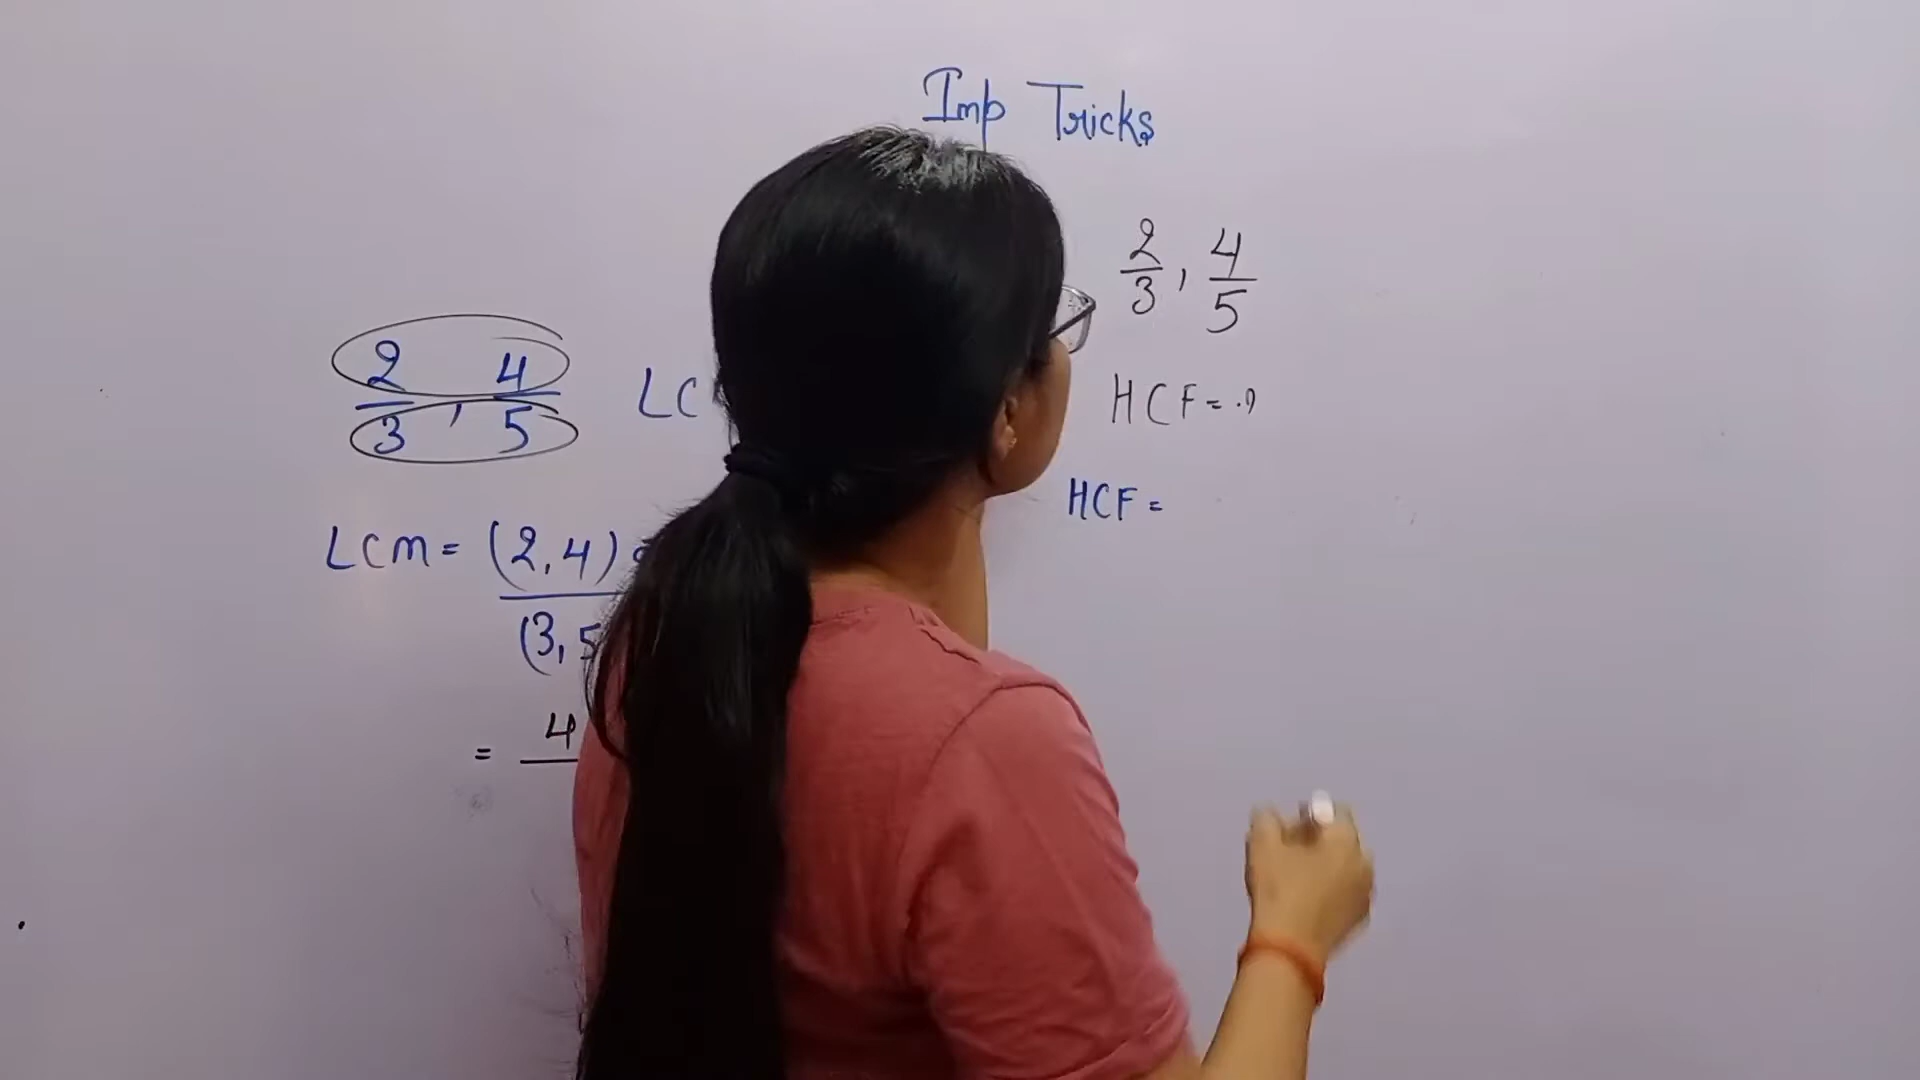 Imp Tricks
2/3 , 4/5
LC
LCM = (2,4)
(3,5
= 4
2/3 , 4/5
HCF = ?
HCF =